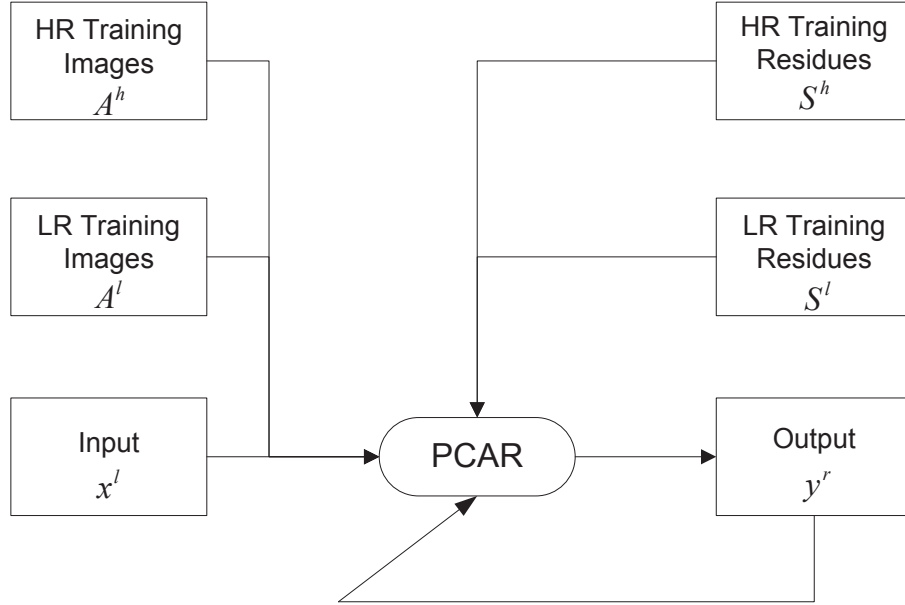 HR Training
Images
A^h
HR Training
Residues
S^h
LR Training
Images
A^l
LR Training
Residues
S^l
Input
x^l
PCAR
Output
y^r